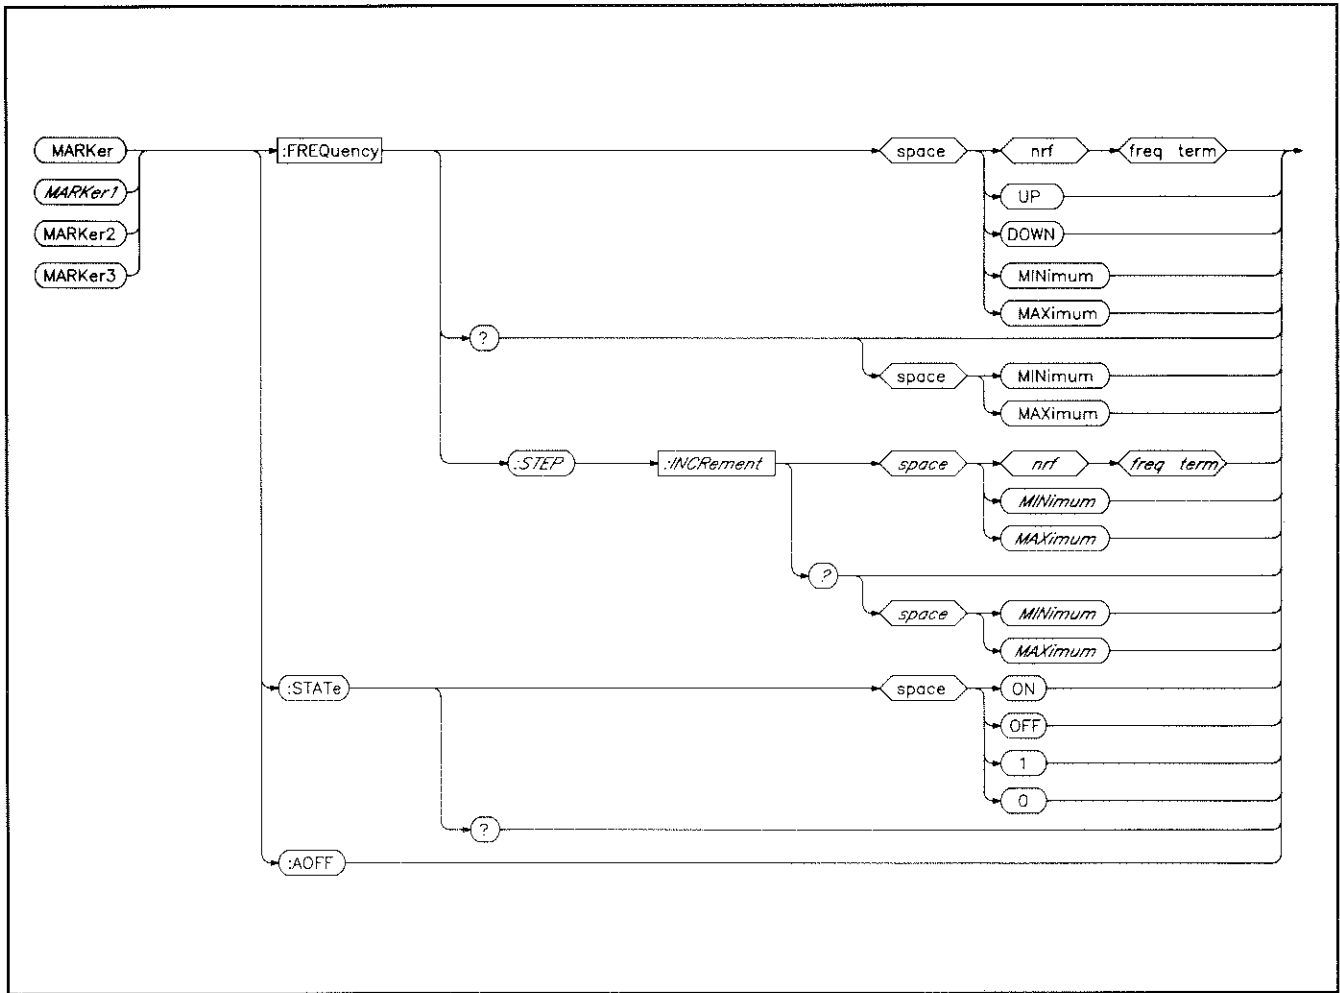 MARKer :FREQuency space nrf freq term
MARKer1 UP
MARKer2 DOWN
MARKer3 MINimum
MAXimum
?
space MINimum
MAXimum
:STEP :INCRement space nrf freq term
MINimum
MAXimum
?
space MINimum
MAXimum
:STATe space ON
OFF
1
0
?
:AOFF